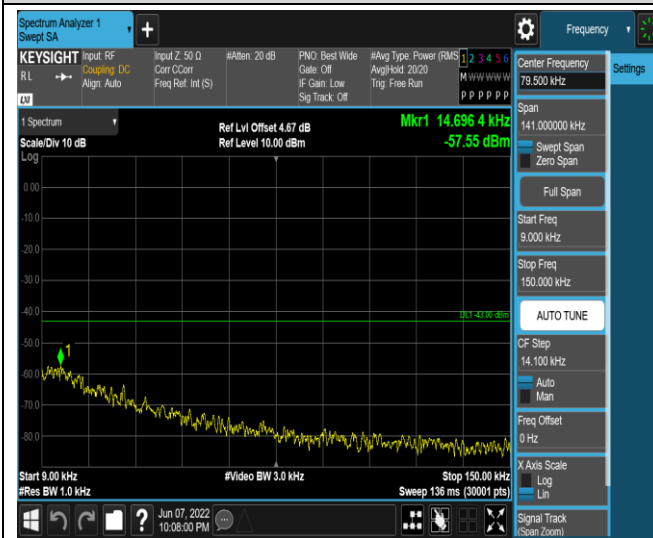 Spectrum Analyzer 1
Swept SA
+
Frequency
KEYSIGHT
RL
LXI
Input: RF
Coupling: DC
Align: Auto
Input Z: 50 Ω
Corr CCorr
Freq Ref: Int (S)
#Atten: 20 dB
PNO: Best Wide
Gate: Off
IF Gain: Low
Sig Track: Off
#Avg Type: Power (RMS
Avg|Hold: 20/20
Trig: Free Run
1 2 3 4 5 6
M W W W W W
P P P P P P
Settings
Center Frequency
79.500 kHz
Span
141.000000 kHz
Swept Span
Zero Span
Full Span
Start Freq
9.000 kHz
Stop Freq
150.000 kHz
AUTO TUNE
CF Step
14.100 kHz
Auto
Man
Freq Offset
0 Hz
X Axis Scale
Log
Lin
Signal Track
(Span Zoom)
1 Spectrum
Scale/Div 10 dB
Log
Ref Lvl Offset 4.67 dB
Ref Level 10.00 dBm
Mkr1 14.696 4 kHz
-57.55 dBm
0.00
-10.0
-20.0
-30.0
-40.0
-50.0
-60.0
-70.0
-80.0
DL1 -43.00 dBm
1
Start 9.00 kHz
#Res BW 1.0 kHz
#Video BW 3.0 kHz
Stop 150.00 kHz
Sweep 136 ms (30001 pts)
?
Jun 07, 2022
10:08:00 PM